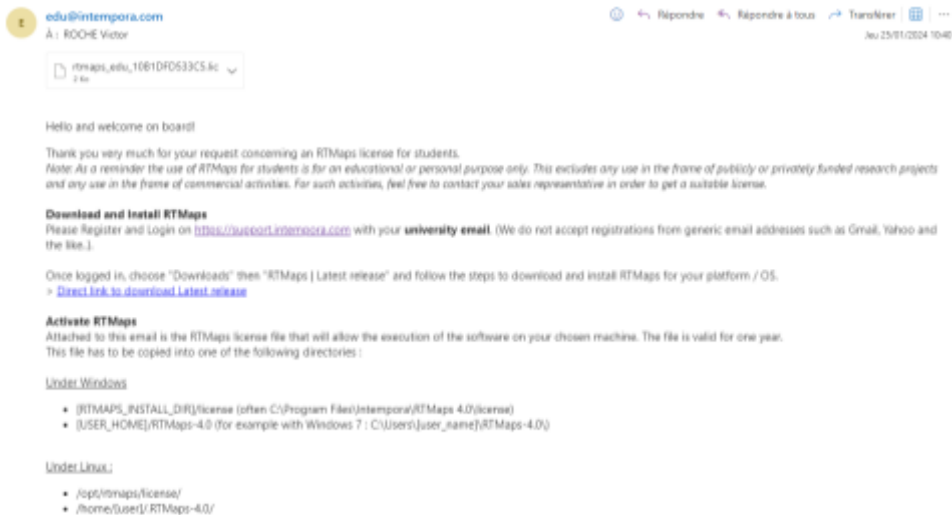 E
edu@intempora.com
Répondre Répondre à tous Transférer
À : ROCHE Victor
Jeu 25/01/2024 10:40
2 Ko
Hello and welcome on board!
Thank you very much for your request concerning an RTMaps license for students.
Note: As a reminder the use of RTMaps for students is for an educational or personal purpose only. This excludes any use in the frame of publicly or privately funded research projects
and any use in the frame of commercial activities. For such activities, feel free to contact your sales representative in order to get a suitable license.
Download and Install RTMaps
Please Register and Login on https://support.intempora.com with your university email. (We do not accept registrations from generic email addresses such as Gmail, Yahoo and
the like..).
Once logged in, choose "Downloads" then "RTMaps | Latest release" and follow the steps to download and install RTMaps for your platform / OS.
> Direct link to download Latest release
Activate RTMaps
Attached to this email is the RTMaps license file that will allow the execution of the software on your chosen machine. The file is valid for one year.
This file has to be copied into one of the following directories :
Under Windows
• [RTMAPS_INSTALL_DIR]/license (often C:\Program Files\Intempora\RTMaps 4.0\license)
• [USER_HOME]/RTMaps-4.0 (for example with Windows 7 : C:\Users\[user_name]\RTMaps-4.0\)
Under Linux :
• /opt/rtmaps/license/
• /home/[user]/.RTMaps-4.0/